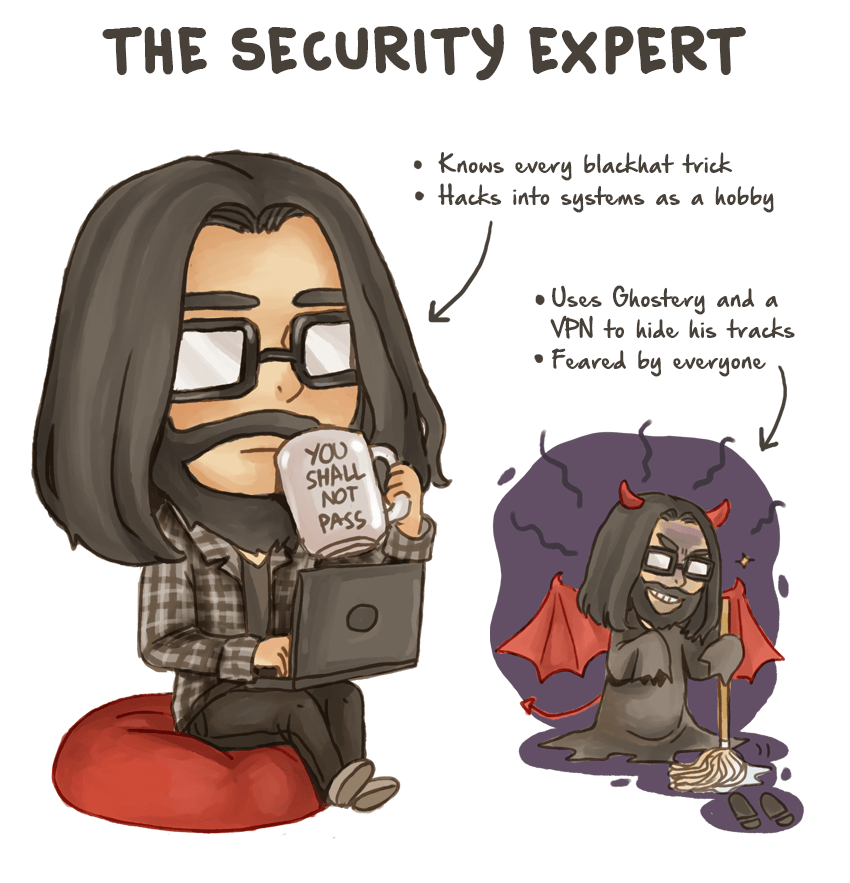 THE SECURITY EXPERT
• Knows every blackhat trick
• Hacks into systems as a hobby
• Uses Ghostery and a
VPN to hide his tracks
• Feared by everyone
YOU
SHALL
NOT
PASS